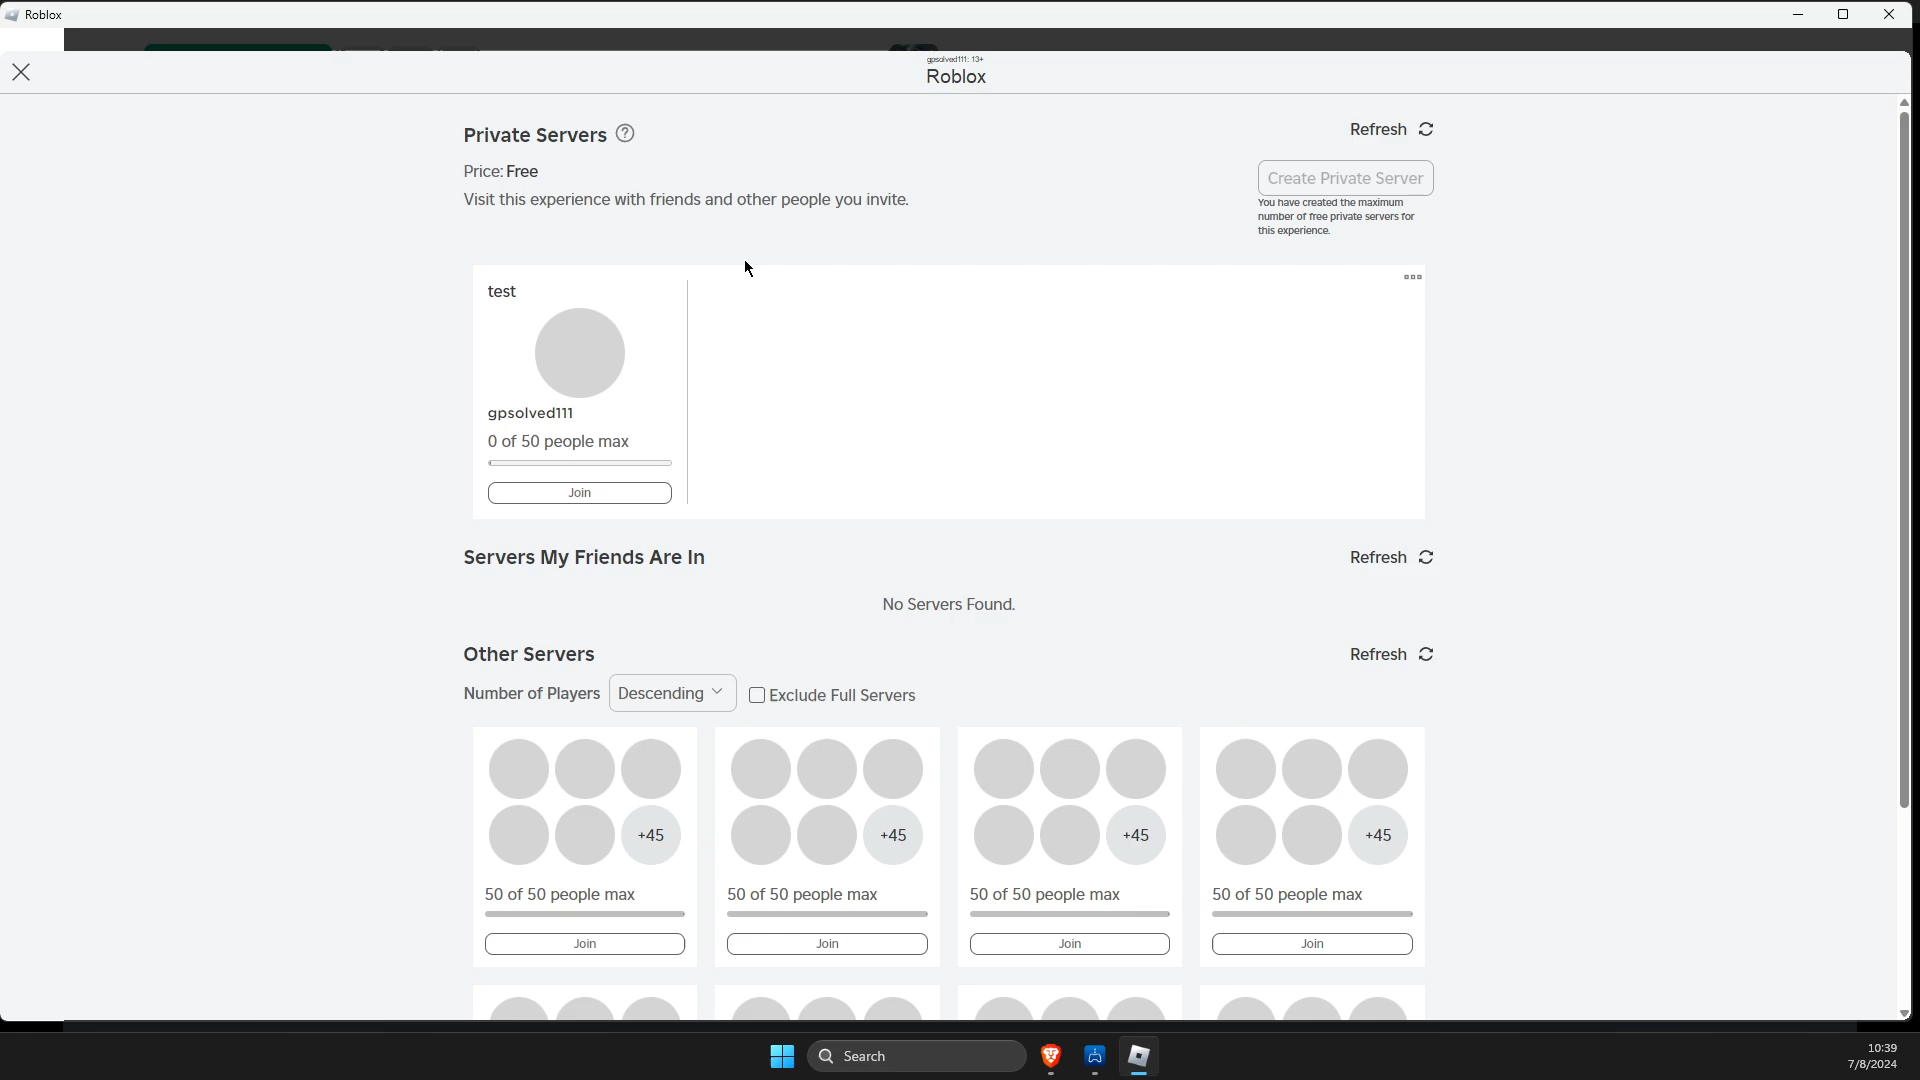 Roblox
gpsolved111: 13+
Roblox
Private Servers ?
Refresh
Price: Free
Create Private Server
Visit this experience with friends and other people you invite.
You have created the maximum
number of free private servers for
this experience.
test
gpsolved111
0 of 50 people max
Join
Servers My Friends Are In
Refresh
No Servers Found.
Other Servers
Refresh
Number of Players Descending Exclude Full Servers
+45 +45 +45 +45
50 of 50 people max 50 of 50 people max 50 of 50 people max 50 of 50 people max
Join Join Join Join
Search
10:39
7/8/2024